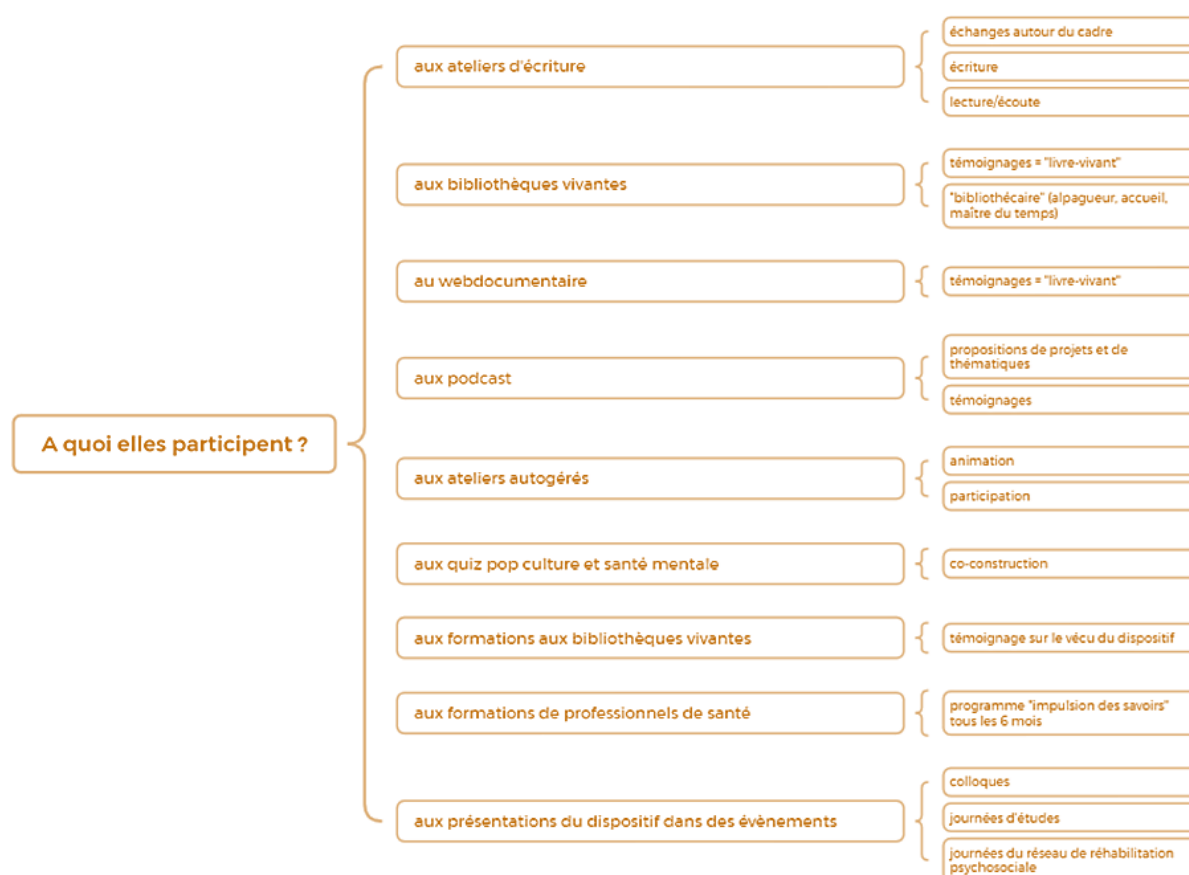 A quoi elles participent ?
aux ateliers d'écriture
échanges autour du cadre
écriture
lecture/écoute
aux bibliothèques vivantes
témoignages = "livre-vivant"
"bibliothécaire" (alpagueur, accueil,
maître du temps)
au webdocumentaire
témoignages = "livre-vivant"
aux podcast
propositions de projets et de
thématiques
témoignages
aux ateliers autogérés
animation
participation
aux quiz pop culture et santé mentale
co-construction
aux formations aux bibliothèques vivantes
témoignage sur le vécu du dispositif
aux formations de professionnels de santé
programme "impulsion des savoirs"
tous les 6 mois
aux présentations du dispositif dans des évènements
colloques
journées d'études
journées du réseau de réhabilitation
psychosociale